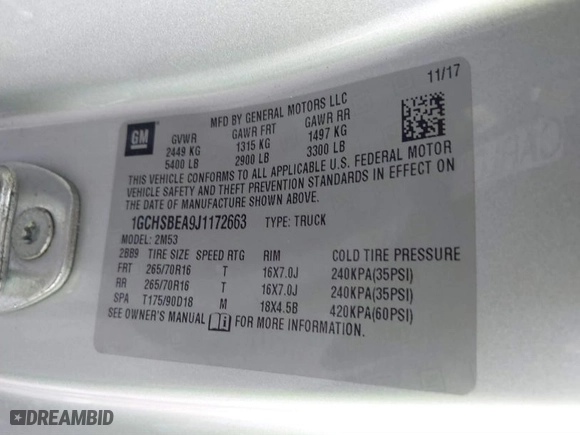 11/17
MFD BY GENERAL MOTORS LLC
GM
GVWR GAWR FRT GAWR RR
2449 KG 1315 KG 1497 KG
5400 LB 2900 LB 3300 LB
THIS VEHICLE CONFORMS TO ALL APPLICABLE U.S. FEDERAL MOTOR
VEHICLE SAFETY AND THEFT PREVENTION STANDARDS IN EFFECT ON
THE DATE OF MANUFACTURE SHOWN ABOVE.
1GCHSBEA9J1172663 TYPE: TRUCK
MODEL: 2M53
2BB9 TIRE SIZE SPEED RTG RIM COLD TIRE PRESSURE
FRT 265/70R16 T 16X7.0J 240KPA(35PSI)
RR 265/70R16 T 16X7.0J 240KPA(35PSI)
SPA T175/90D18 M 18X4.5B 420KPA(60PSI)
SEE OWNER'S MANUAL FOR MORE INFORMATION.
DREAMBID